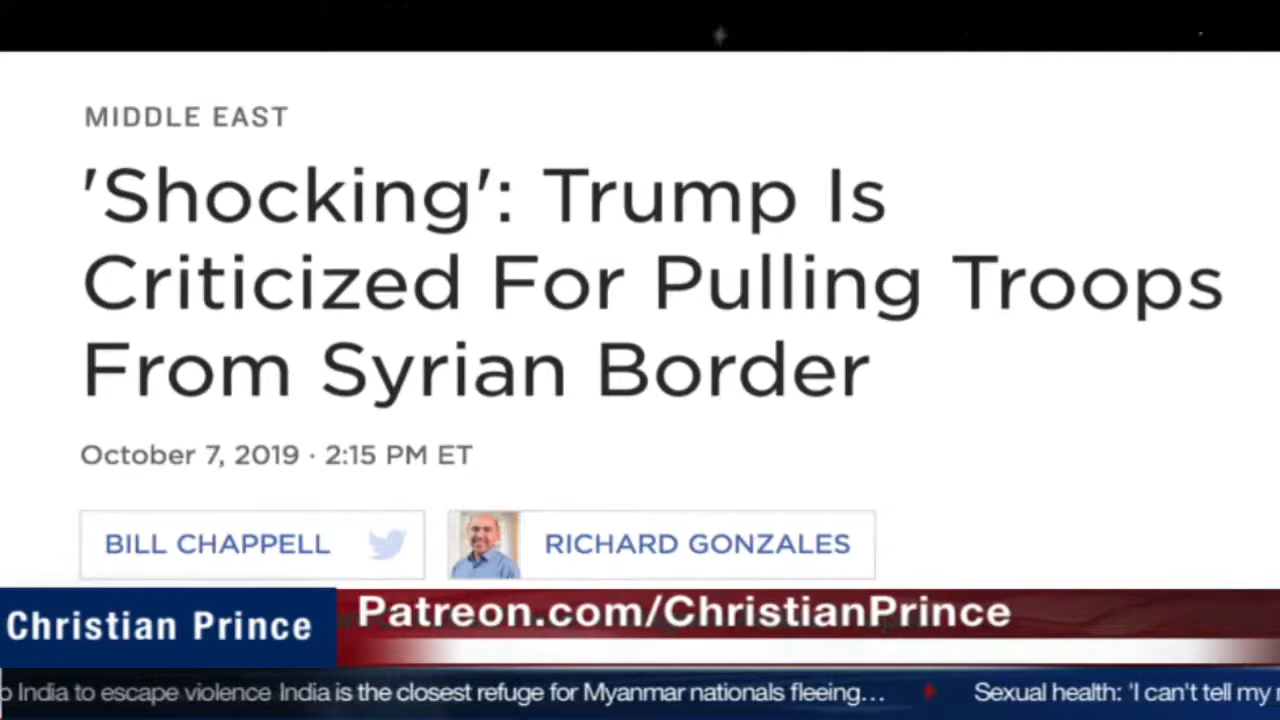 MIDDLE EAST
'Shocking': Trump Is
Criticized For Pulling Troops
From Syrian Border
October 7, 2019 · 2:15 PM ET
BILL CHAPPELL RICHARD GONZALES
Christian Prince Patreon.com/ChristianPrince
o India to escape violence India is the closest refuge for Myanmar nationals fleeing... Sexual health: 'I can't tell my